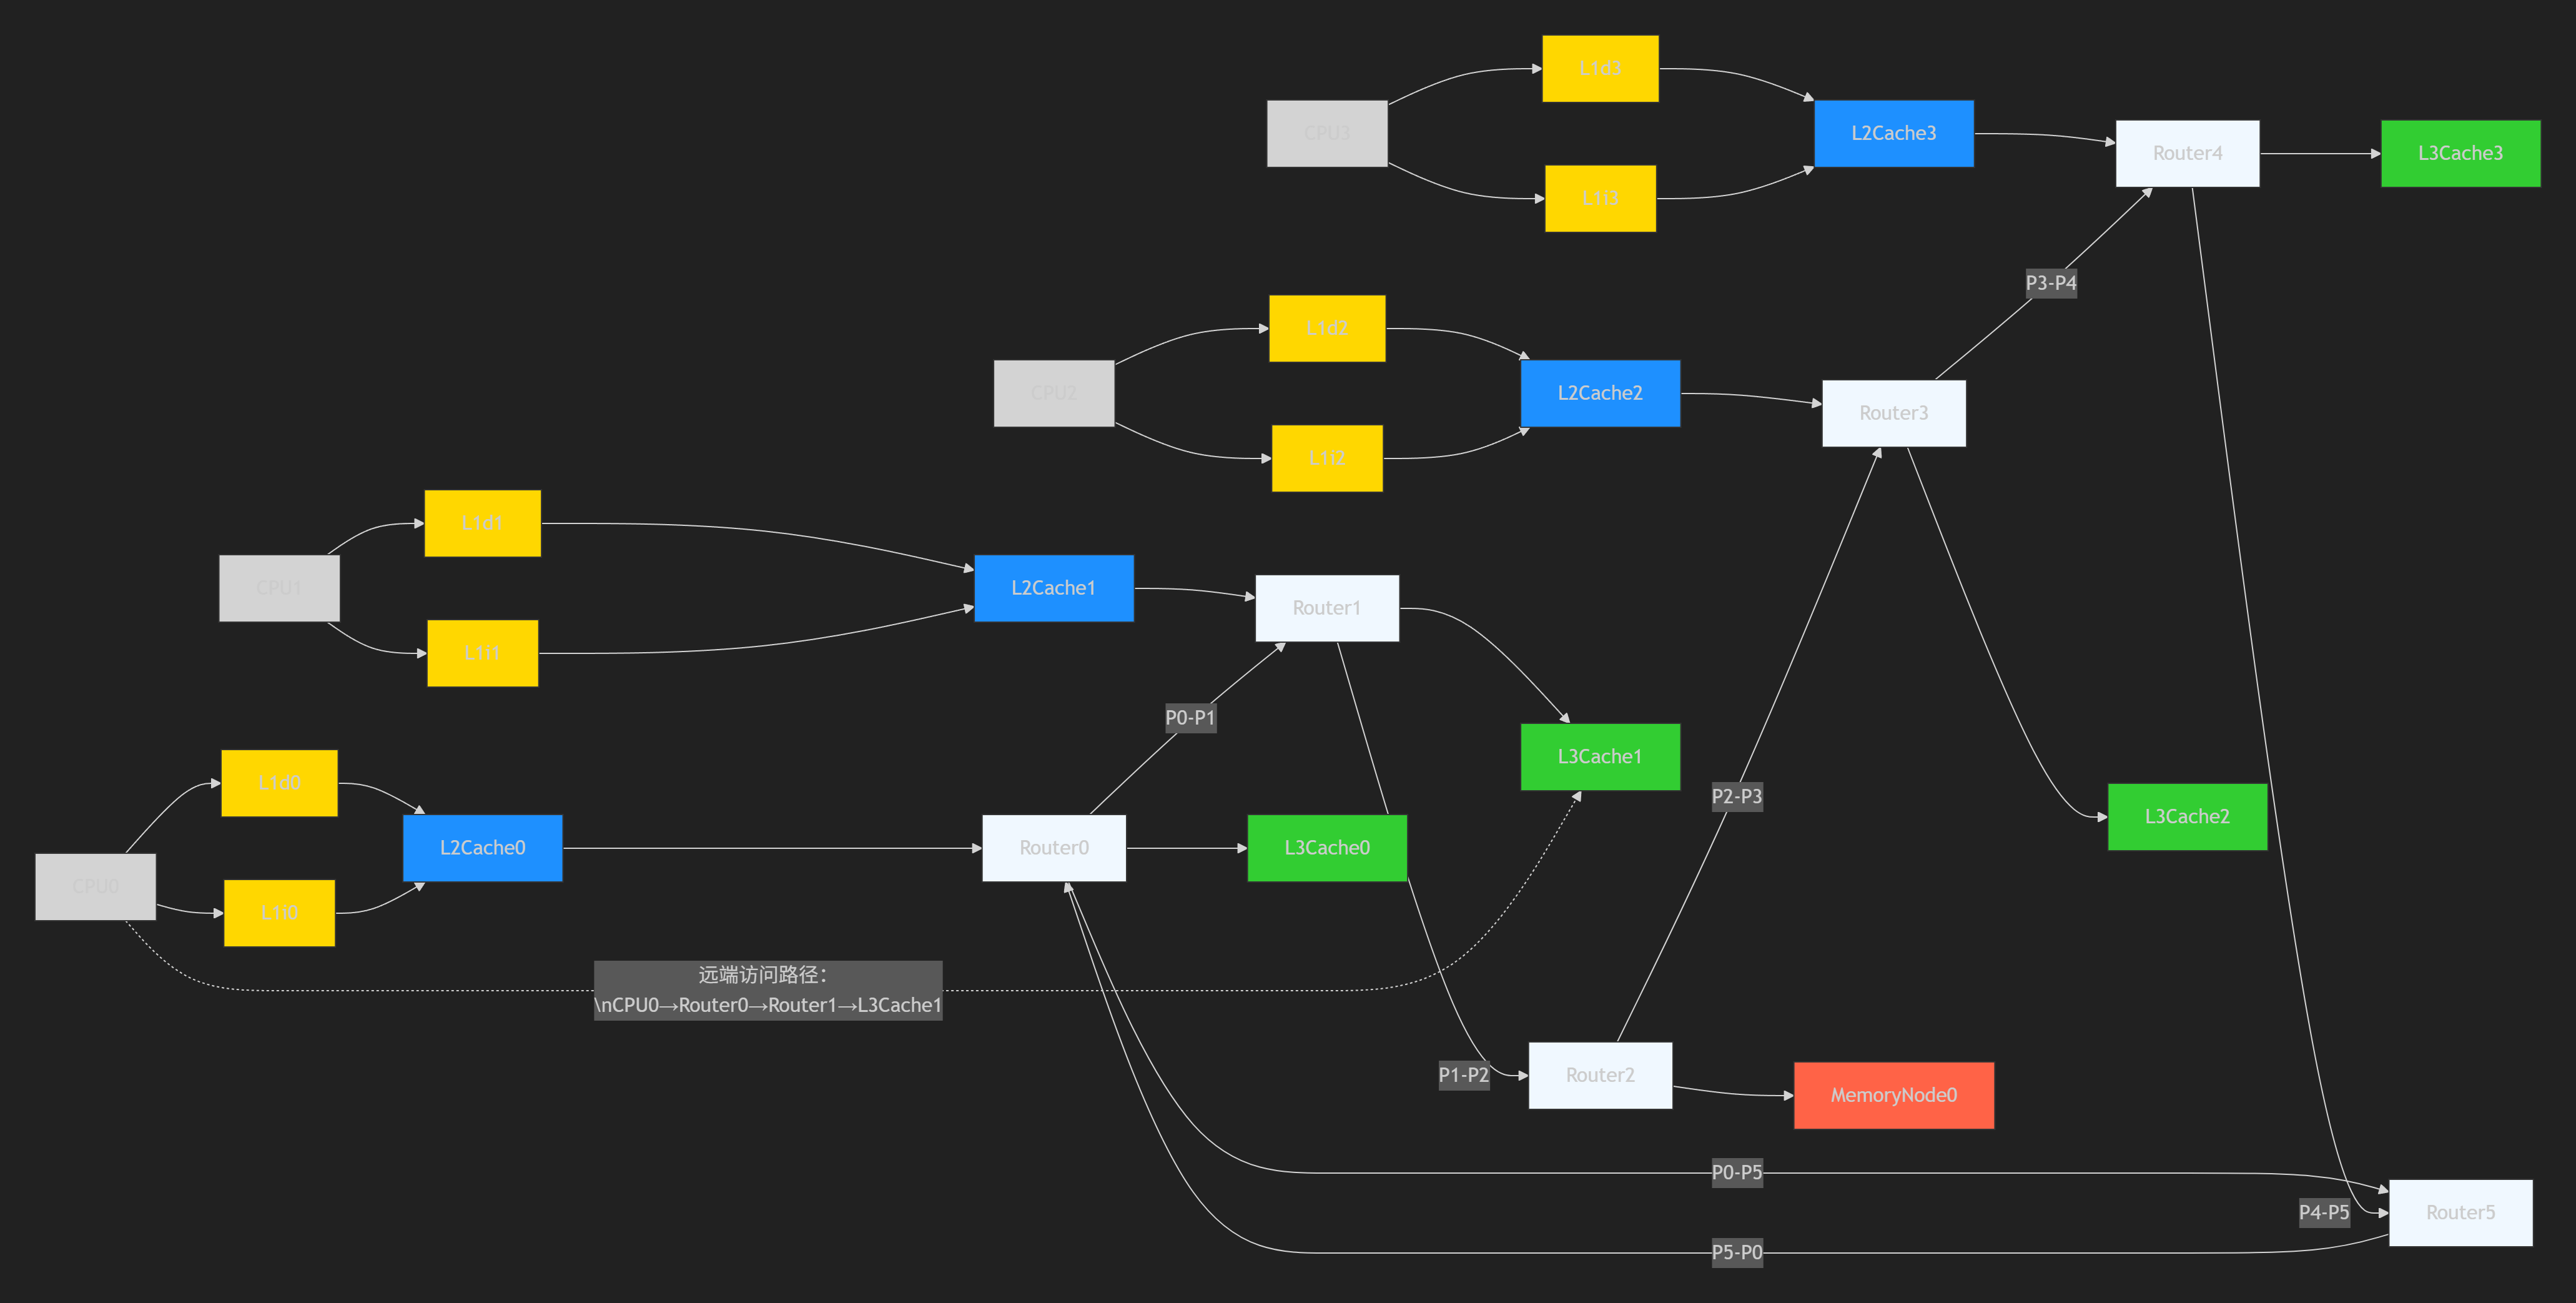 L1d3
CPU3
L2Cache3
Router4
L3Cache3
L1i3
P3-P4
L1d2
CPU2
L2Cache2
Router3
L1i2
L1d1
CPU1
L2Cache1
Router1
L1i1
P0-P1
L3Cache1
L1d0
P2-P3
L3Cache2
L2Cache0
Router0
L3Cache0
CPU0
L1i0
远端访问路径：
\nCPU0→Router0→Router1→L3Cache1
P1-P2
Router2
MemoryNode0
P0-P5
P4-P5
Router5
P5-P0